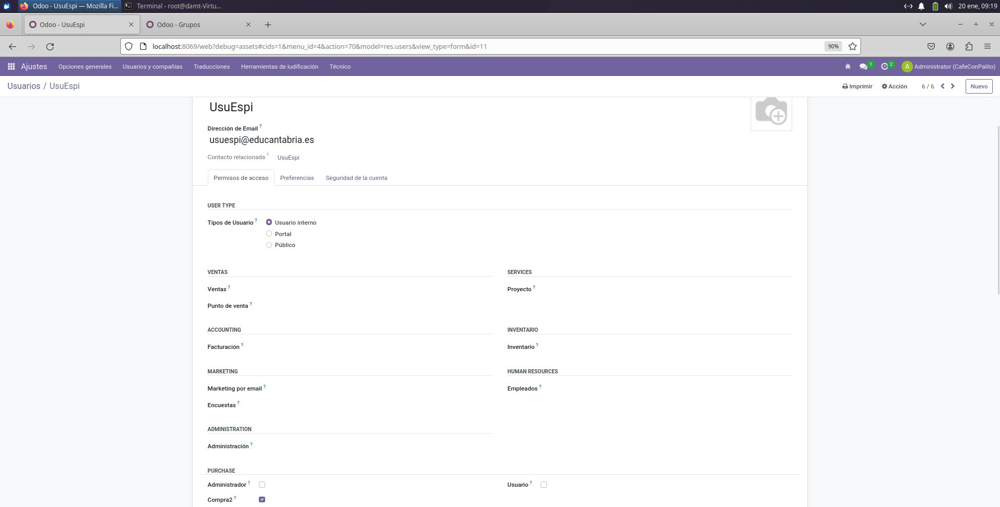 Odoo - UsuEspi — Mozilla Fi...
Terminal - root@damt-Virtu...
20 ene, 09:19
Odoo - UsuEspi
Odoo - Grupos
localhost:8069/web?debug=assets#cids=1&menu_id=4&action=70&model=res.users&view_type=form&id=11
90%
Ajustes
Opciones generales
Usuarios y compañías
Traducciones
Herramientas de ludificación
Técnico
1
2
A
Administrator (CafeConPalito)
Usuarios / UsuEspi
Imprimir
Acción
6 / 6
Nuevo
UsuEspi
Dirección de Email ?
usuespi@educantabria.es
Contacto relacionada ? UsuEspi
Permisos de acceso
Preferencias
Seguridad de la cuenta
USER TYPE
Tipos de Usuario ?
Usuario interno
Portal
Público
VENTAS
SERVICES
Ventas ?
Proyecto ?
Punto de venta ?
ACCOUNTING
INVENTARIO
Facturación ?
Inventario ?
MARKETING
HUMAN RESOURCES
Marketing por email ?
Empleados ?
Encuestas ?
ADMINISTRATION
Administración ?
PURCHASE
Administrador ?
Usuario ?
Compra2 ?